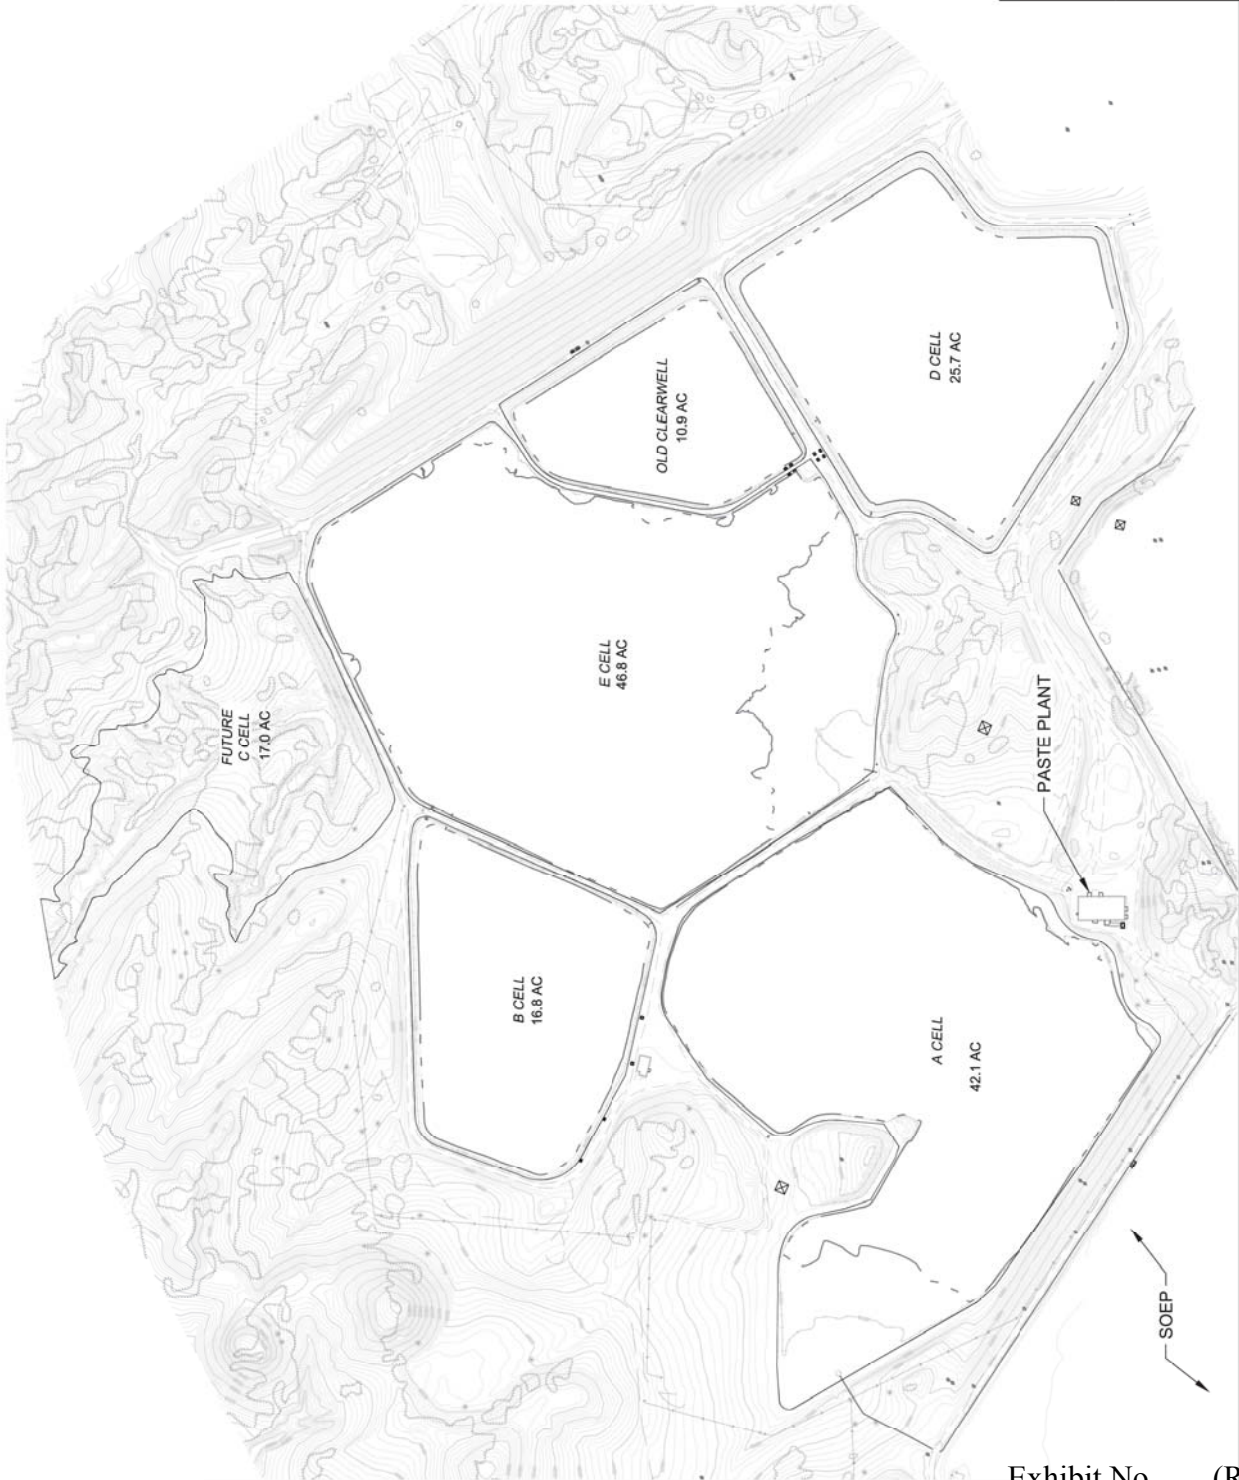 D CELL
25.7 AC
OLD CLEARWELL
10.9 AC
E CELL
46.8 AC
FUTURE
C CELL
17.0 AC
PASTE PLANT
B CELL
16.8 AC
A CELL
42.1 AC
SOEP
Exhibit No. (R